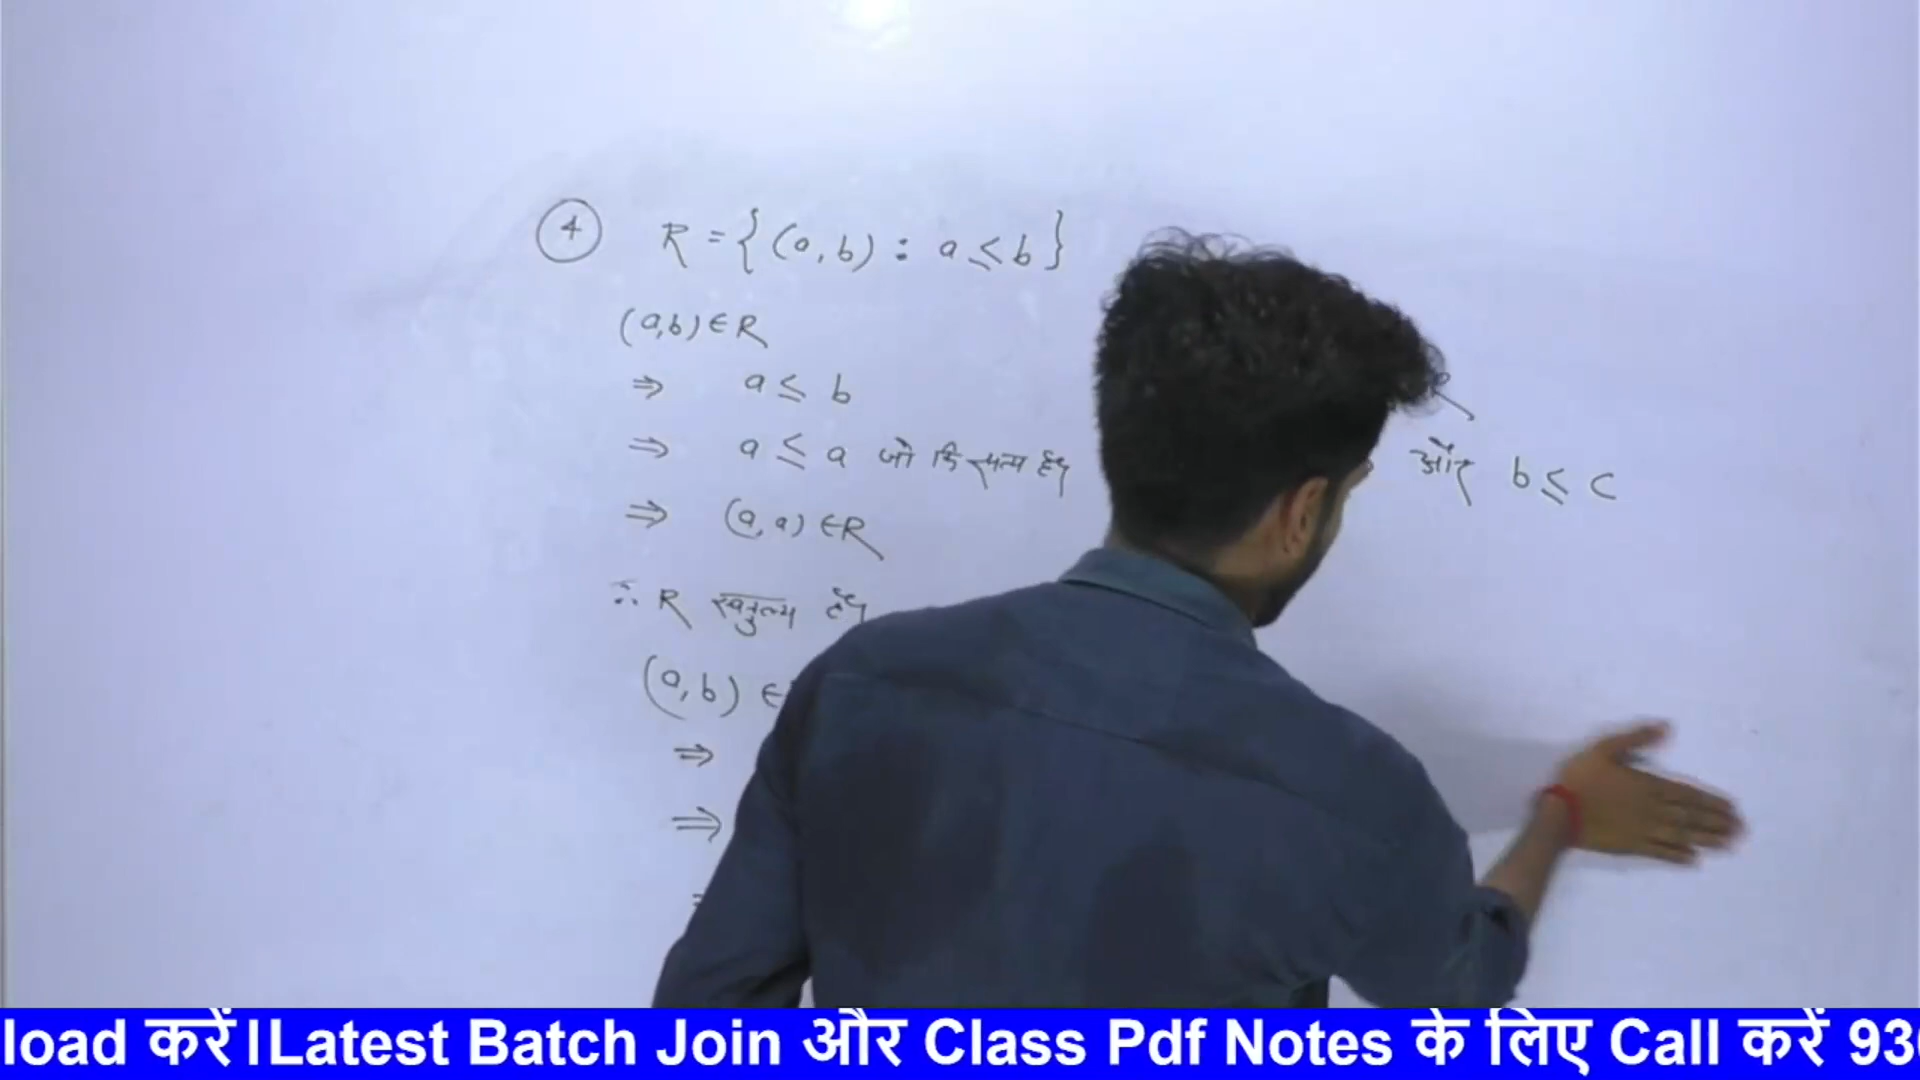 4 R = {(a, b) : a ≤ b}
(a,b) ∈ R
⇒ a ≤ b
⇒ a ≤ a जो कि सत्य है।
⇒ (a, a) ∈ R
∴ R स्वतुल्य है।
(a, b) ∈
⇒
⇒
R
और b ≤ c
load करें।Latest Batch Join और Class Pdf Notes के लिए Call करें 93